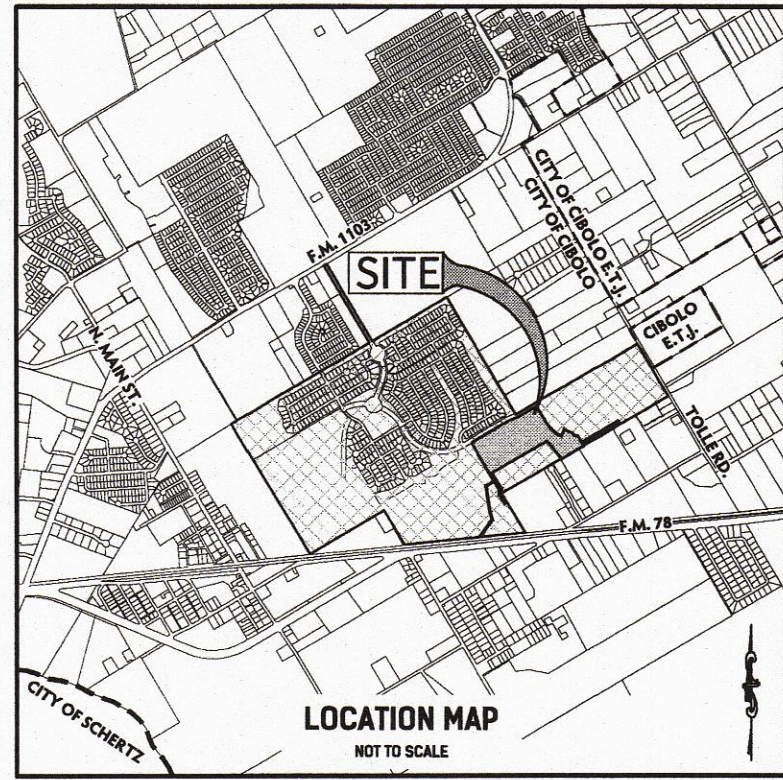 F.M. 1103
SITE
CITY OF CIBOLO E.T.J.
CITY OF CIBOLO
CIBOLO
E.T.J.
N. MAIN ST.
TOLLE RD.
F.M. 78
CITY OF SCHERTZ
LOCATION MAP
NOT TO SCALE